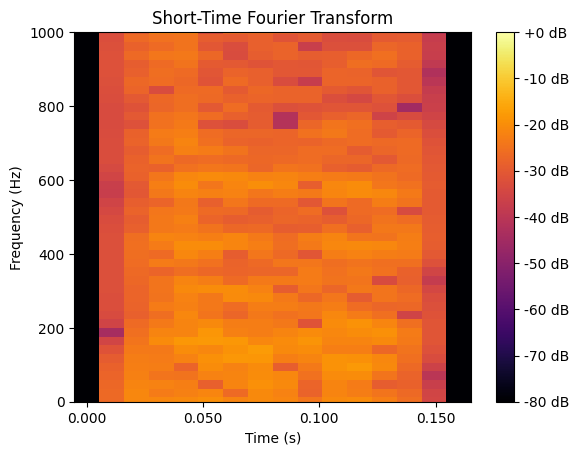 Short-Time Fourier Transform
Frequency (Hz)
1000
800
600
400
200
0
0.000
0.050
0.100
0.150
Time (s)
+0 dB
-10 dB
-20 dB
-30 dB
-40 dB
-50 dB
-60 dB
-70 dB
-80 dB